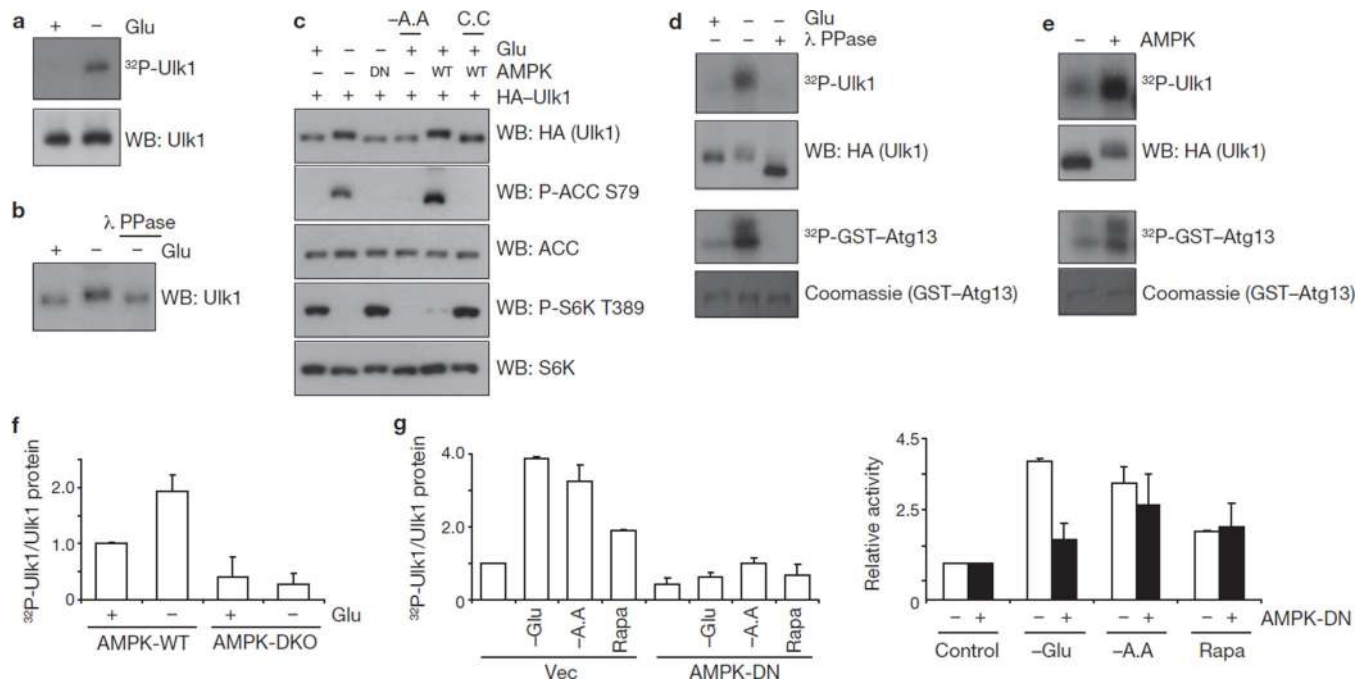 a
+ − Glu
32P-Ulk1
WB: Ulk1
b
λ PPase
+ − − Glu
WB: Ulk1
c
−A.A C.C
+ − − + + + Glu
− − DN − WT WT AMPK
+ + + + + + HA–Ulk1
WB: HA (Ulk1)
WB: P-ACC S79
WB: ACC
WB: P-S6K T389
WB: S6K
d
+ − − Glu
− − + λ PPase
32P-Ulk1
WB: HA (Ulk1)
32P-GST–Atg13
Coomassie (GST–Atg13)
e
− + AMPK
32P-Ulk1
WB: HA (Ulk1)
32P-GST–Atg13
Coomassie (GST–Atg13)
f
32P-Ulk1/Ulk1 protein
2.0
1.0
0
+ − + − Glu
AMPK-WT AMPK-DKO
g
32P-Ulk1/Ulk1 protein
4.0
2.0
0
−Glu −A.A Rapa −Glu −A.A Rapa
Vec AMPK-DN
Relative activity
4.5
2.5
0
− + − + − + − + AMPK-DN
Control −Glu −A.A Rapa